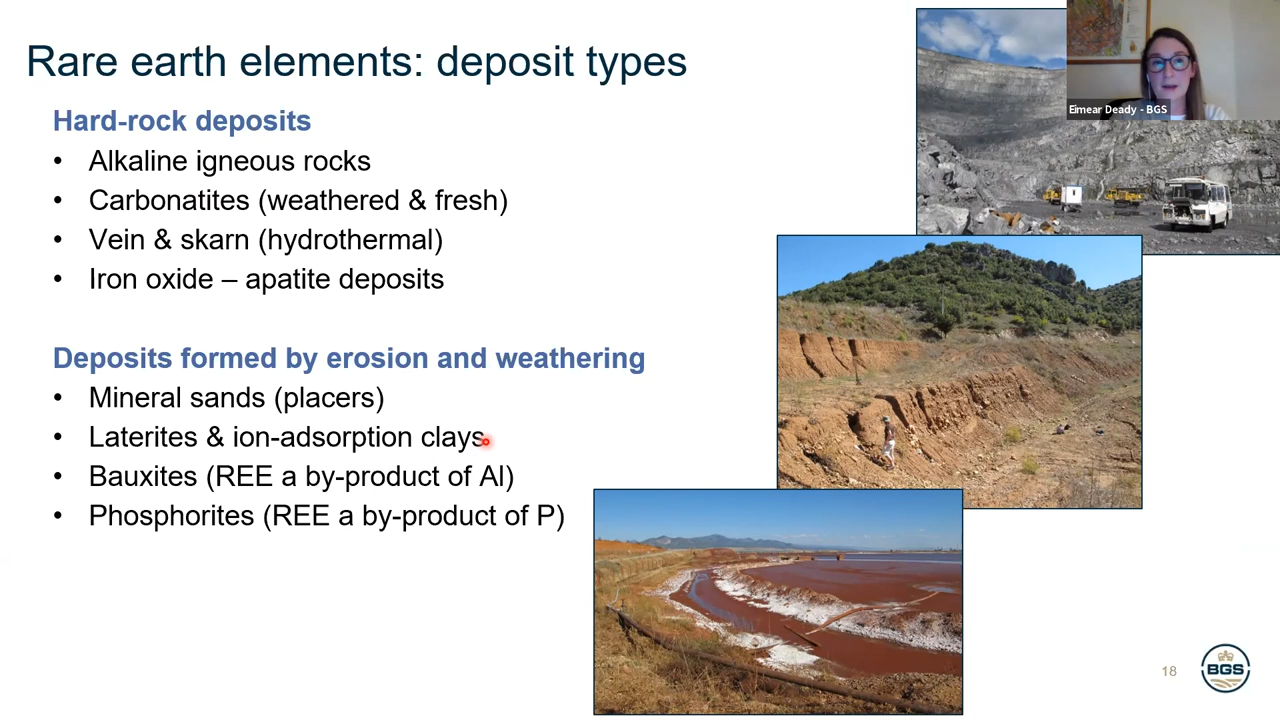 Rare earth elements: deposit types
Hard-rock deposits
• Alkaline igneous rocks
• Carbonatites (weathered & fresh)
• Vein & skarn (hydrothermal)
• Iron oxide – apatite deposits
Deposits formed by erosion and weathering
• Mineral sands (placers)
• Laterites & ion-adsorption clays
• Bauxites (REE a by-product of Al)
• Phosphorites (REE a by-product of P)
Eimear Deady - BGS
18
BGS